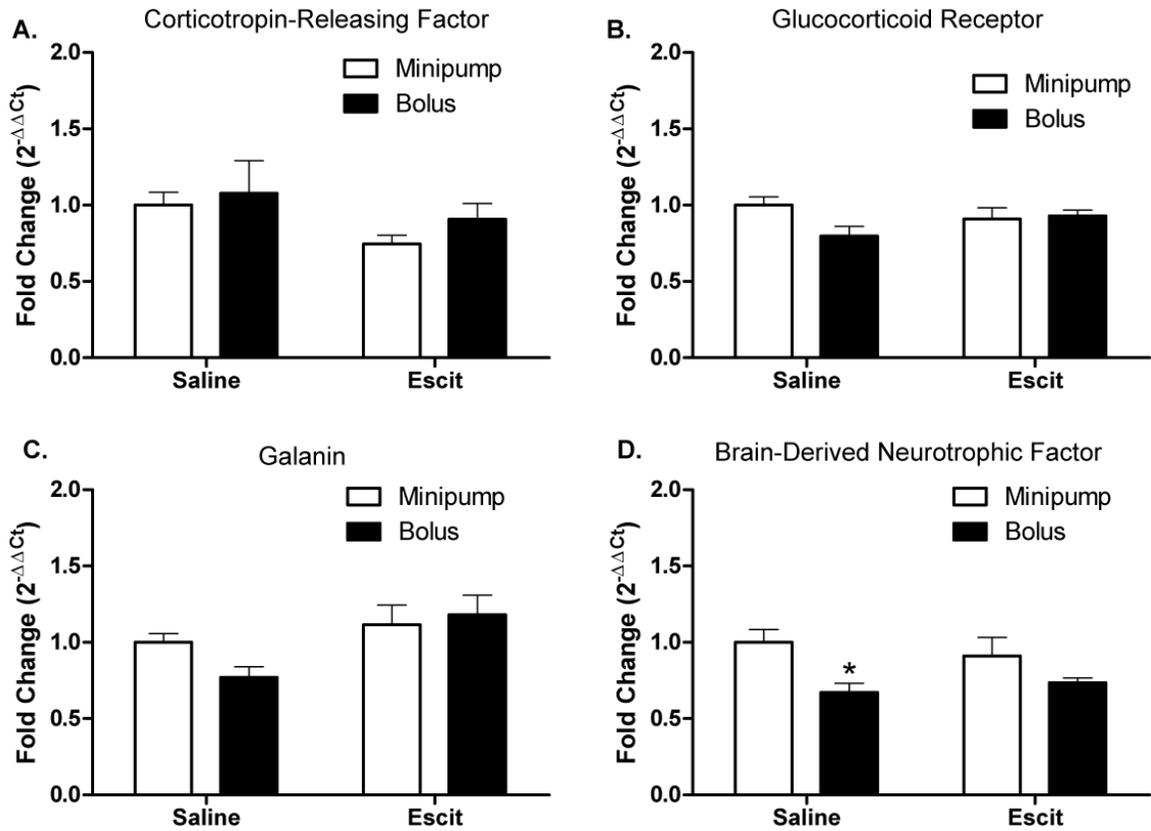 A.
Corticotropin-Releasing Factor
Fold Change (2-ΔΔCt)
2.0
1.5
1.0
0.5
0.0
Minipump
Bolus
Saline Escit
B.
Glucocorticoid Receptor
Fold Change (2-ΔΔCt)
2.0
1.5
1.0
0.5
0.0
Minipump
Bolus
Saline Escit
C.
Galanin
Fold Change (2-ΔΔCt)
2.0
1.5
1.0
0.5
0.0
Minipump
Bolus
Saline Escit
D.
Brain-Derived Neurotrophic Factor
Fold Change (2-ΔΔCt)
2.0
1.5
1.0
0.5
0.0
Minipump
Bolus
*
Saline Escit